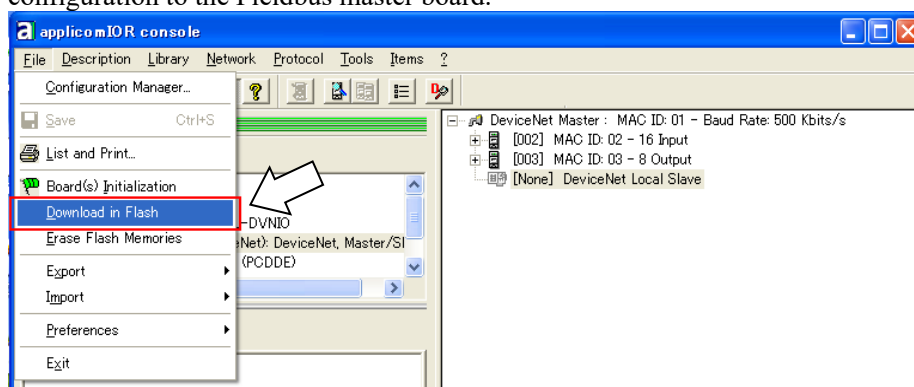 configuration to the Fieldbus master board.
applicomIOR console
File Description Library Network Protocol Tools Items ?
Configuration Manager...
Save Ctrl+S
List and Print...
Board(s) Initialization
Download in Flash
Erase Flash Memories
Export
Import
Preferences
Exit
-DVNIO
eNet): DeviceNet, Master/Sl
(PCDDE)
DeviceNet Master : MAC ID: 01 - Baud Rate: 500 Kbits/s
[002] MAC ID: 02 - 16 Input
[003] MAC ID: 03 - 8 Output
[None] DeviceNet Local Slave